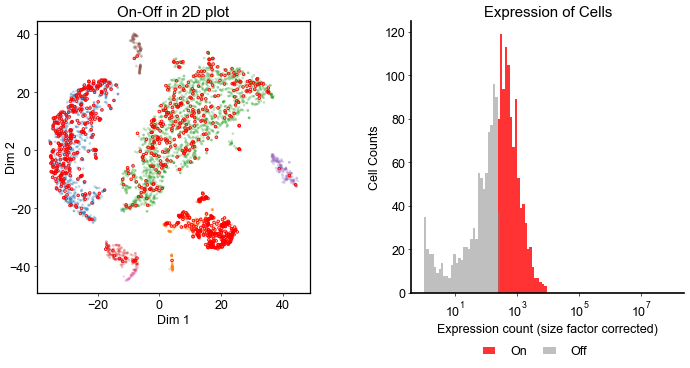 On-Off in 2D plot
40
20
0
−20
−40
Dim 2
−20
0
20
40
Dim 1
Expression of Cells
120
100
80
60
40
20
0
Cell Counts
10^1
10^3
10^5
10^7
Expression count (size factor corrected)
On
Off